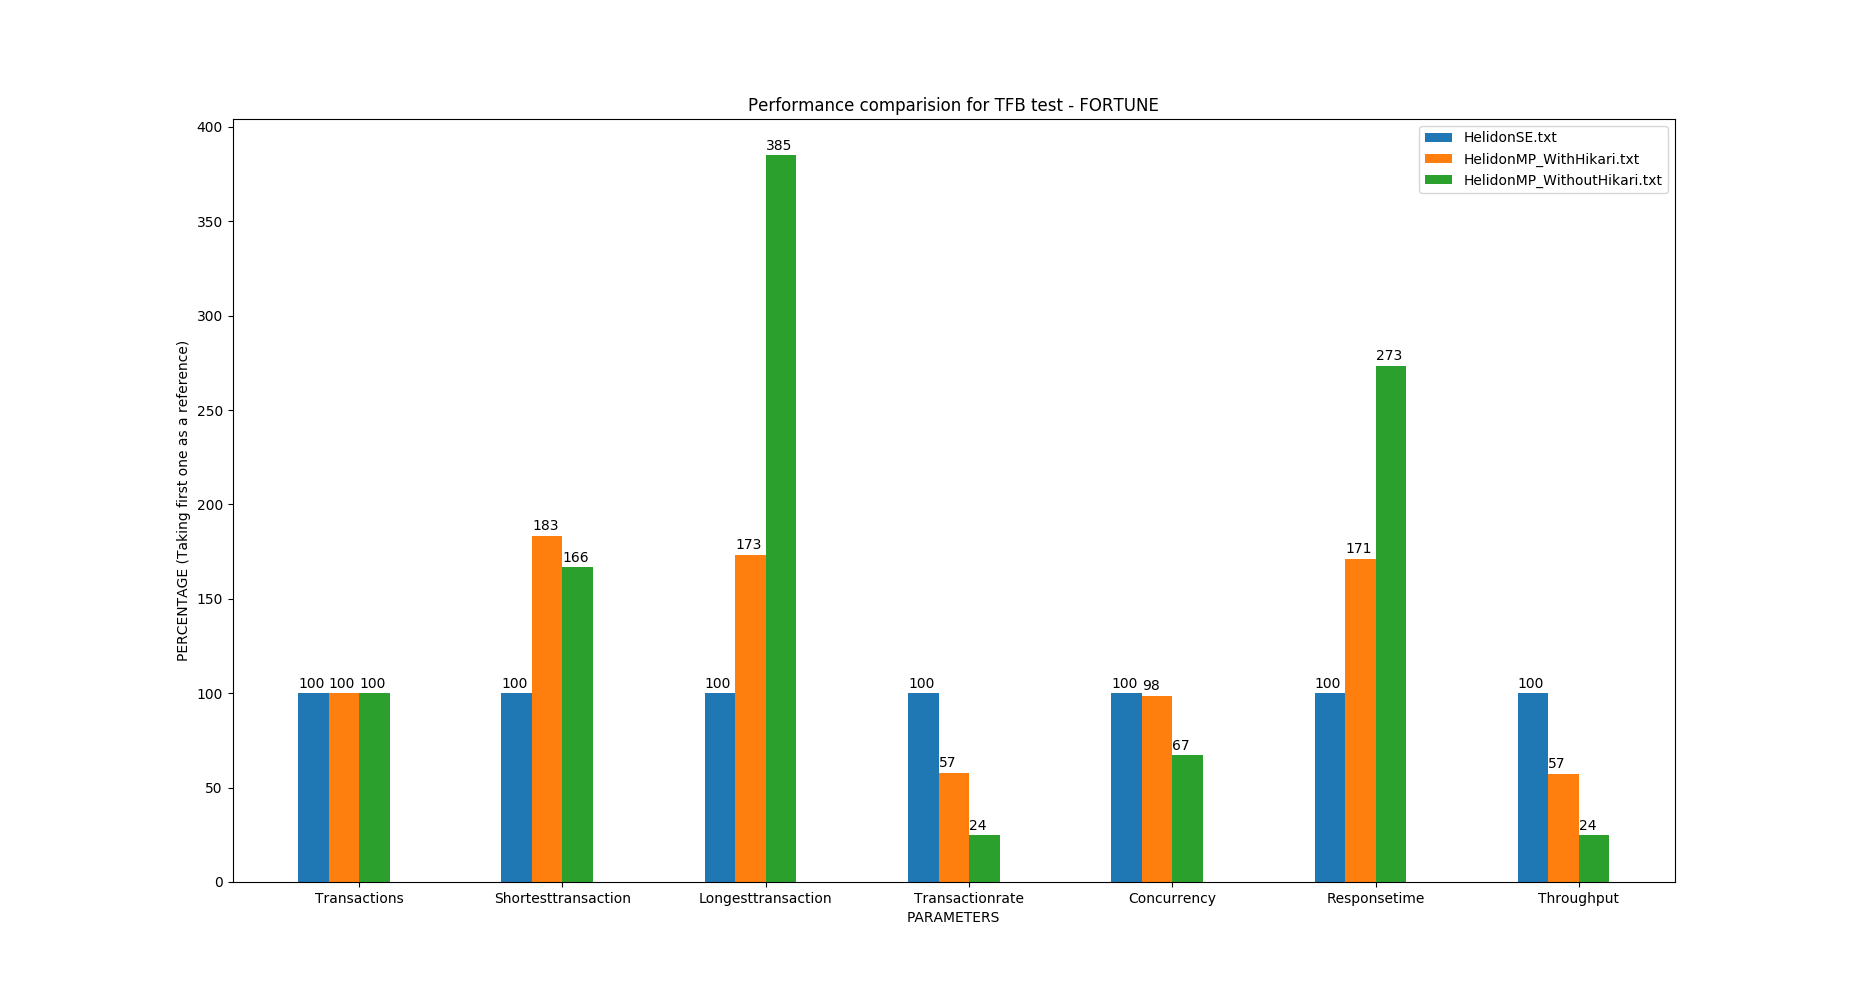 Performance comparision for TFB test - FORTUNE
HelidonSE.txt
HelidonMP_WithHikari.txt
HelidonMP_WithoutHikari.txt
PERCENTAGE (Taking first one as a reference)
400
350
300
250
200
150
100
50
0
100 100 100
100 183 166
100 173 385
100 57 24
100 98 67
100 171 273
100 57 24
Transactions Shortesttransaction Longesttransaction Transactionrate Concurrency Responsetime Throughput
PARAMETERS